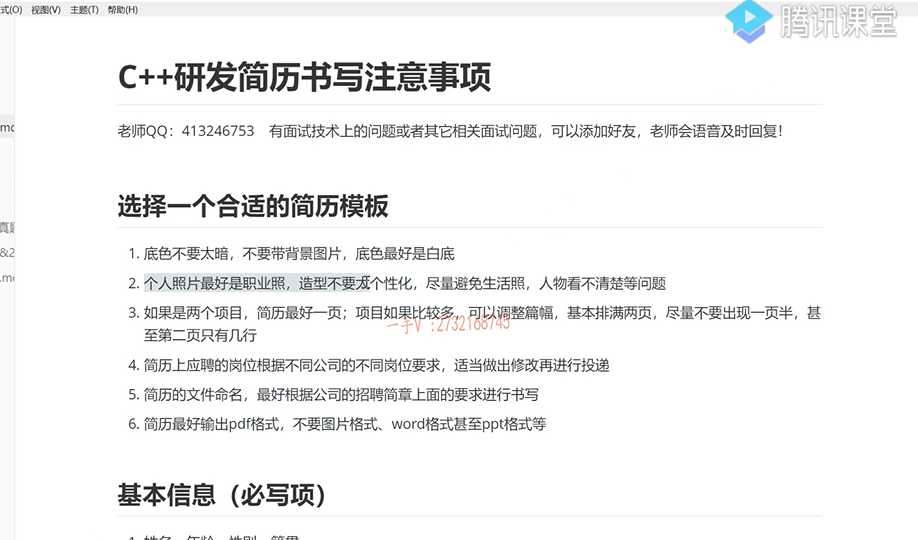 式(O) 视图(V) 主题(T) 帮助(H)
腾讯课堂
C++研发简历书写注意事项
老师QQ：413246753 有面试技术上的问题或者其它相关面试问题，可以添加好友，老师会语音及时回复！
选择一个合适的简历模板
1. 底色不要太暗，不要带背景图片，底色最好是白底
2. 个人照片最好是职业照，造型不要太个性化，尽量避免生活照，人物看不清楚等问题
3. 如果是两个项目，简历最好一页；项目如果比较多，可以调整篇幅，基本排满两页，尽量不要出现一页半，甚
至第二页只有几行
一手V :2732168745
4. 简历上应聘的岗位根据不同公司的不同岗位要求，适当做出修改再进行投递
5. 简历的文件命名，最好根据公司的招聘简章上面的要求进行书写
6. 简历最好输出pdf格式，不要图片格式、word格式甚至ppt格式等
基本信息（必写项）
1. 姓名、年龄、性别、籍贯